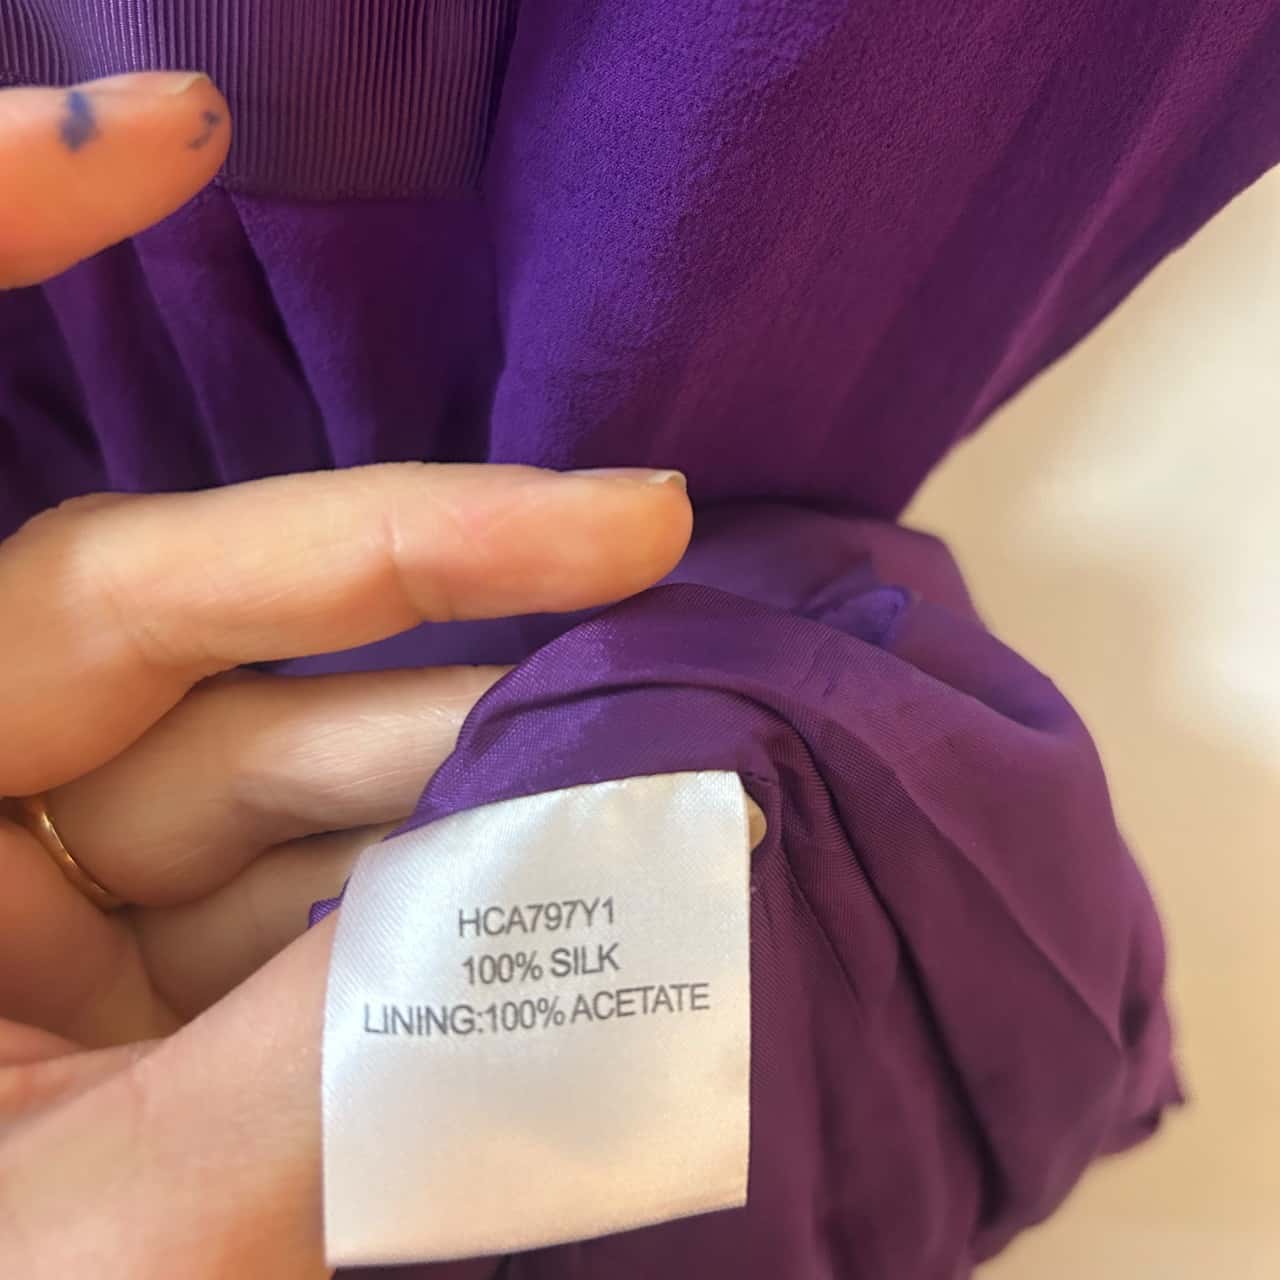 HCA797Y1
100% SILK
LINING:100% ACETATE